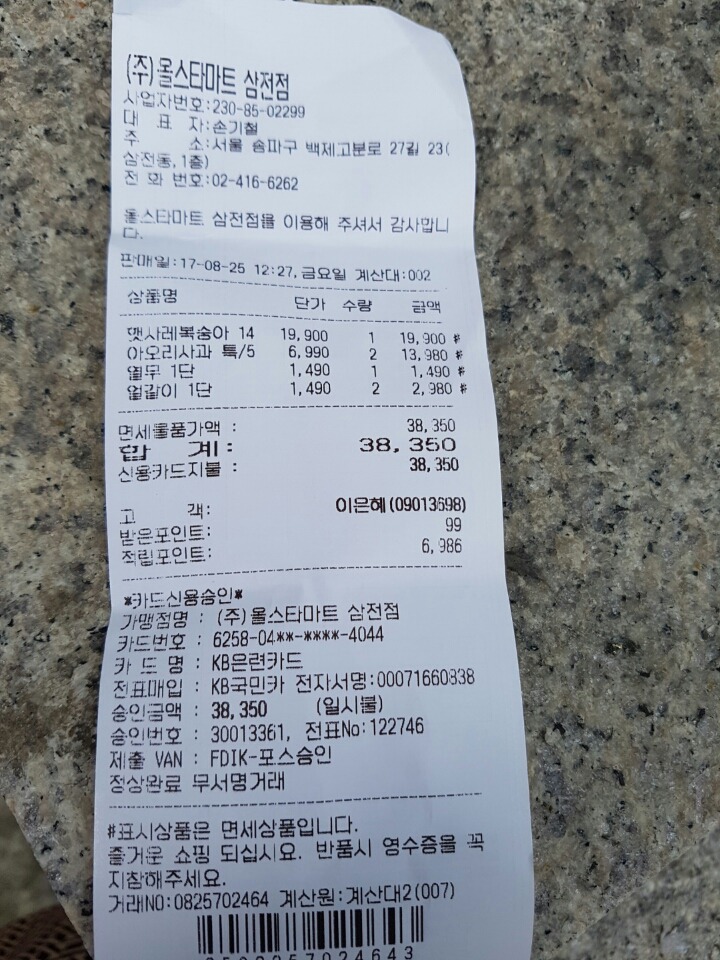 (주)올스타마트 삼전점
사업자번호:230-85-02299
대 표 자:손기철
주 소:서울 송파구 백제고분로 27길 23(
삼전동,1층)
전 화 번호:02-416-6262
올스타마트 삼전점을 이용해 주셔서 감사합니
다.
판매일:17-08-25 12:27,금요일 계산대:002
상품명 단가 수량 금액
햇사레복숭아 14 19,900 1 19,900 #
아오리사과 특/5 6,990 2 13,980 #
열무 1단 1,490 1 1,490 #
얼갈이 1단 1,490 2 2,980 #
면세물품가액 : 38,350
합 계: 38,350
신용카드지불 : 38,350
고 객: 이은혜(09013698)
받은포인트: 99
적립포인트: 6,986
*카드신용승인*
가맹점명 : (주)올스타마트 삼전점
카드번호 : 6258-04**-****-4044
카 드 명 : KB은련카드
전표매입 : KB국민카 전자서명:00071660838
승인금액 : 38,350 (일시불)
승인번호 : 30013361, 전표No:122746
제출 VAN : FDIK-포스승인
정상완료 무서명거래
#표시상품은 면세상품입니다.
즐거운 쇼핑 되십시요. 반품시 영수증을 꼭
지참해주세요.
거래NO:0825702464 계산원:계산대2(007)